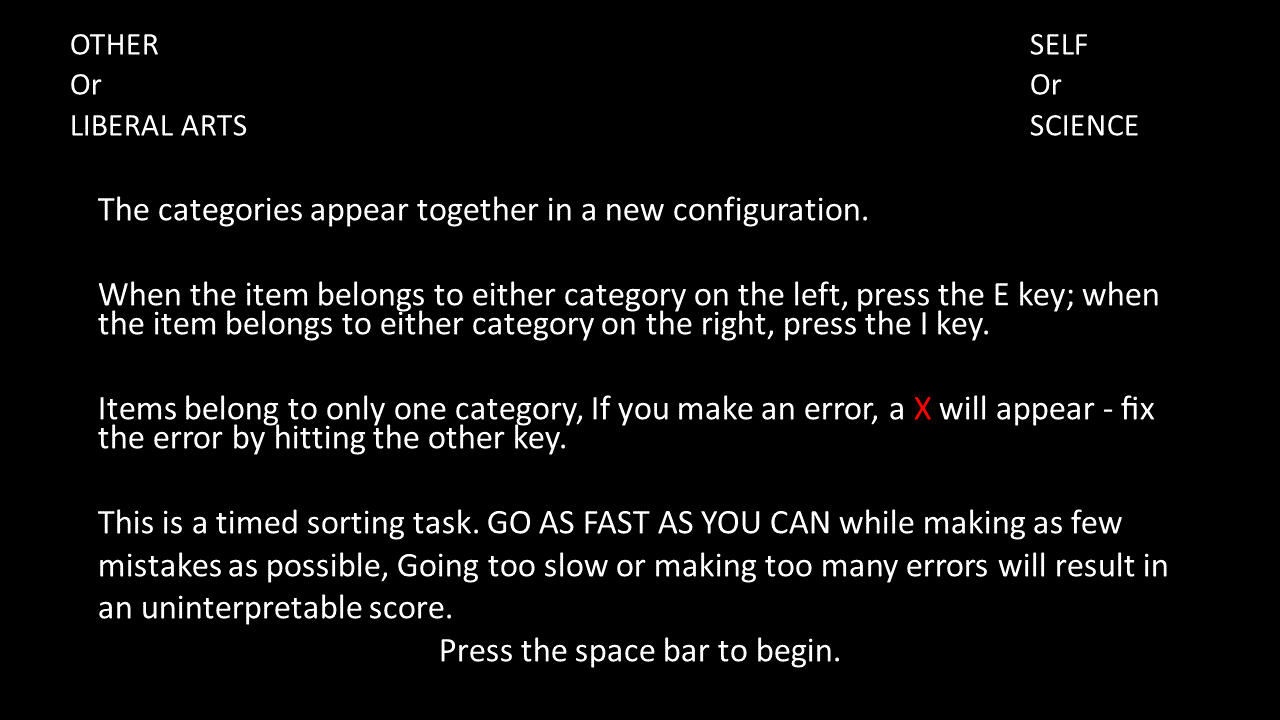 OTHER
Or
LIBERAL ARTS
SELF
Or
SCIENCE
The categories appear together in a new configuration.
When the item belongs to either category on the left, press the E key; when
the item belongs to either category on the right, press the I key.
Items belong to only one category, If you make an error, a X will appear - fix
the error by hitting the other key.
This is a timed sorting task. GO AS FAST AS YOU CAN while making as few
mistakes as possible, Going too slow or making too many errors will result in
an uninterpretable score.
Press the space bar to begin.